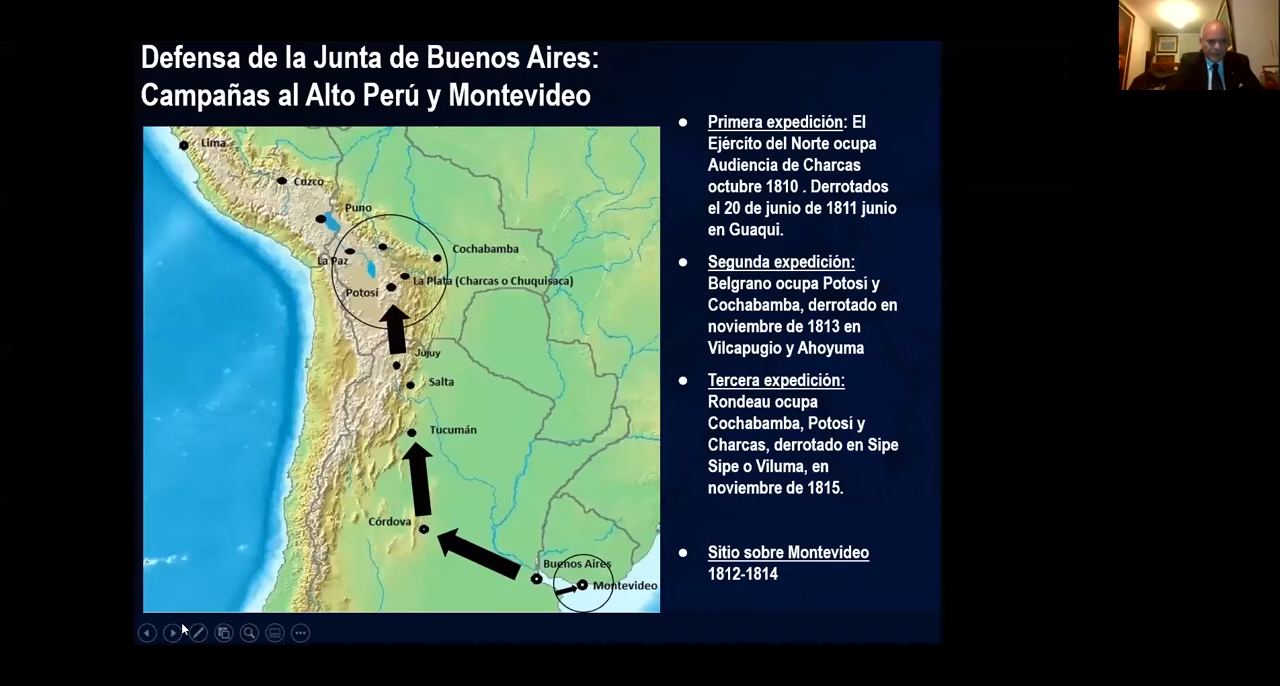 Defensa de la Junta de Buenos Aires:
Campañas al Alto Perú y Montevideo
Lima
Cuzco
Puno
Cochabamba
La Paz
La Plata (Charcas o Chuquisaca)
Potosí
Jujuy
Salta
Tucumán
Córdova
Buenos Aires
Montevideo
Primera expedición: El
Ejército del Norte ocupa
Audiencia de Charcas
octubre 1810 . Derrotados
el 20 de junio de 1811 junio
en Guaqui.
Segunda expedición:
Belgrano ocupa Potosí y
Cochabamba, derrotado en
noviembre de 1813 en
Vilcapugio y Ahoyuma
Tercera expedición:
Rondeau ocupa
Cochabamba, Potosí y
Charcas, derrotado en Sipe
Sipe o Viluma, en
noviembre de 1815.
Sitio sobre Montevideo
1812-1814